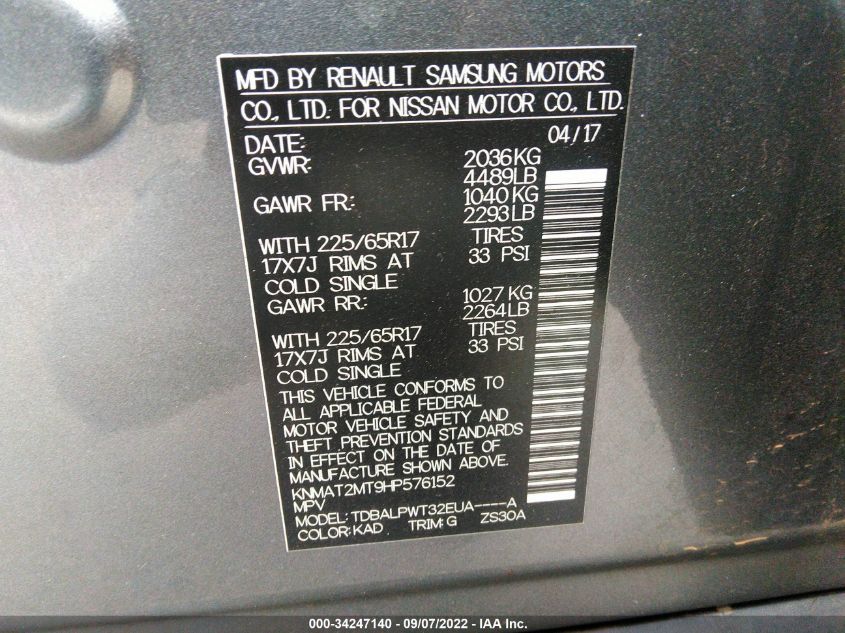 MFD BY RENAULT SAMSUNG MOTORS
CO., LTD. FOR NISSAN MOTOR CO., LTD.
DATE: 04/17
GVWR: 2036KG
4489LB
GAWR FR.: 1040KG
2293LB
WITH 225/65R17 TIRES
17X7J RIMS AT 33 PSI
COLD SINGLE
GAWR RR.: 1027KG
2264LB
WITH 225/65R17 TIRES
17X7J RIMS AT 33 PSI
COLD SINGLE
THIS VEHICLE CONFORMS TO
ALL APPLICABLE FEDERAL
MOTOR VEHICLE SAFETY AND
THEFT PREVENTION STANDARDS
IN EFFECT ON THE DATE OF
MANUFACTURE SHOWN ABOVE.
KNMAT2MT9HP576152
MPV
MODEL: TDBALPWT32EUA----A
COLOR: KAD TRIM: G ZS30A
000-34247140 - 09/07/2022 - IAA Inc.